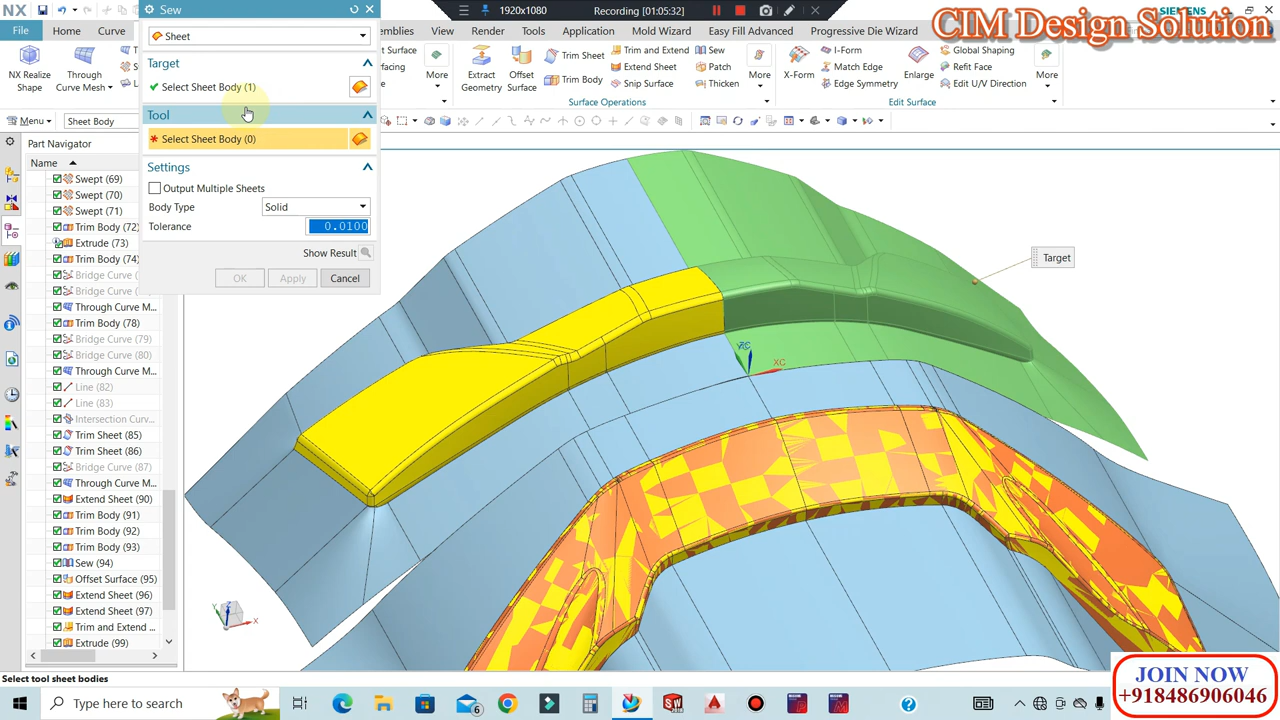 NX
Sew
1920x1080
Recording [01:05:32]
SIEMENS
CIM Design Solution
File
Home
Curve
Sheet
emblies
View
Render
Tools
Application
Mold Wizard
Easy Fill Advanced
Progressive Die Wizard
NX Realize Shape
Through Curve Mesh
Target
Select Sheet Body (1)
Tool
Select Sheet Body (0)
Settings
Output Multiple Sheets
Body Type
Solid
Tolerance
0.0100
Show Result
OK
Apply
Cancel
t Surface
More
Extract Geometry
Offset Surface
Trim Sheet
Trim Body
Trim and Extend
Extend Sheet
Snip Surface
Sew
Patch
Thicken
More
Surface Operations
X-Form
I-Form
Match Edge
Edge Symmetry
Enlarge
Global Shaping
Refit Face
Edit U/V Direction
More
Edit Surface
Menu
Sheet Body
Part Navigator
Name
Swept (69)
Swept (70)
Swept (71)
Trim Body (72)
Extrude (73)
Trim Body (74)
Bridge Curve (
Bridge Curve (
Through Curve M...
Trim Body (78)
Bridge Curve (79)
Bridge Curve (80)
Through Curve M...
Line (82)
Line (83)
Intersection Curv...
Trim Sheet (85)
Trim Sheet (86)
Bridge Curve (87)
Through Curve M...
Extend Sheet (90)
Trim Body (91)
Trim Body (92)
Trim Body (93)
Sew (94)
Offset Surface (95)
Extend Sheet (96)
Extend Sheet (97)
Trim and Extend ...
Extrude (99)
Target
XC
X
Select tool sheet bodies
JOIN NOW
+918486906046
Type here to search
6